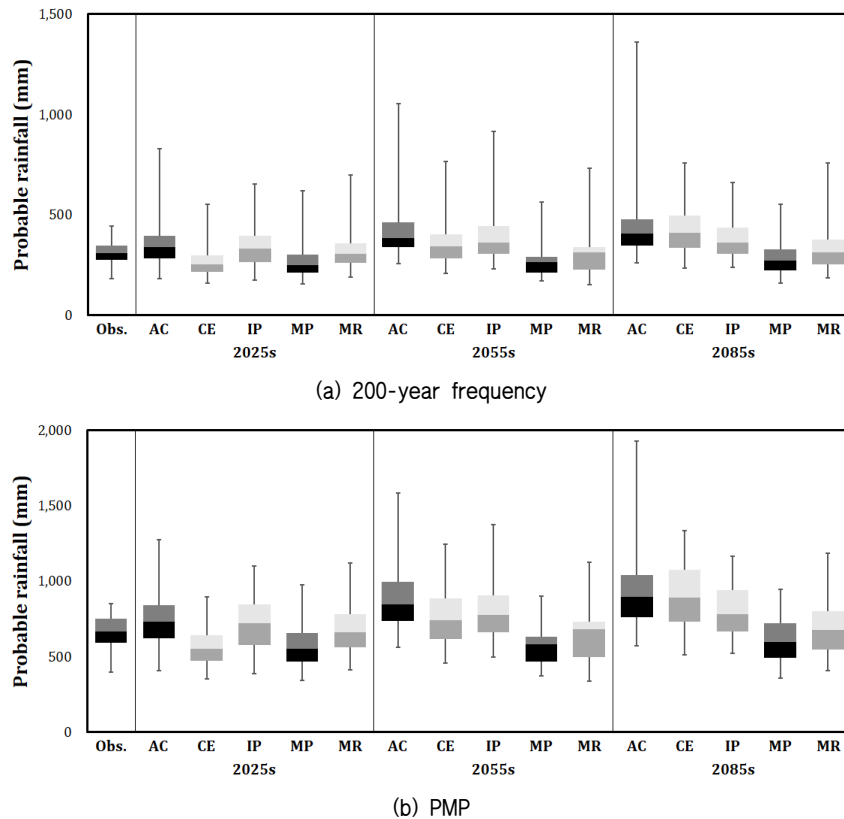 1,500
1,000
500
0
Probable rainfall (mm)
Obs. AC CE IP MP MR AC CE IP MP MR AC CE IP MP MR
2025s 2055s 2085s
(a) 200-year frequency
2,000
1,500
1,000
500
0
Probable rainfall (mm)
Obs. AC CE IP MP MR AC CE IP MP MR AC CE IP MP MR
2025s 2055s 2085s
(b) PMP